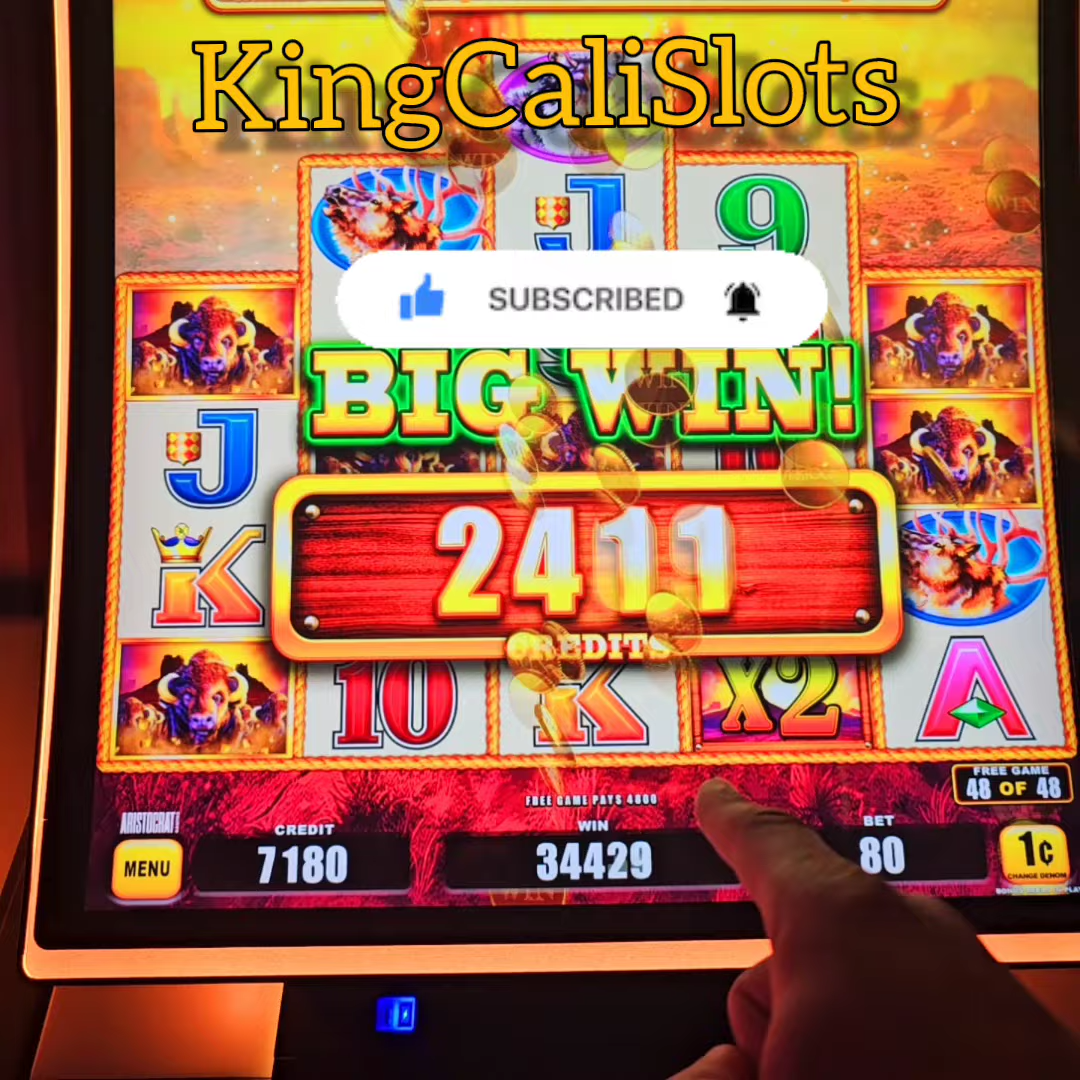 KingCaliSlots
J
9
SUBSCRIBED
BIG WIN!
J
2411
K
CREDITS
10
K
X2
A
FREE GAME
48 OF 48
FREE GAME PAYS 4800
ARISTOCRAT
CREDIT
WIN
BET
MENU
7180
34429
80
1¢
CHANGE DENOM